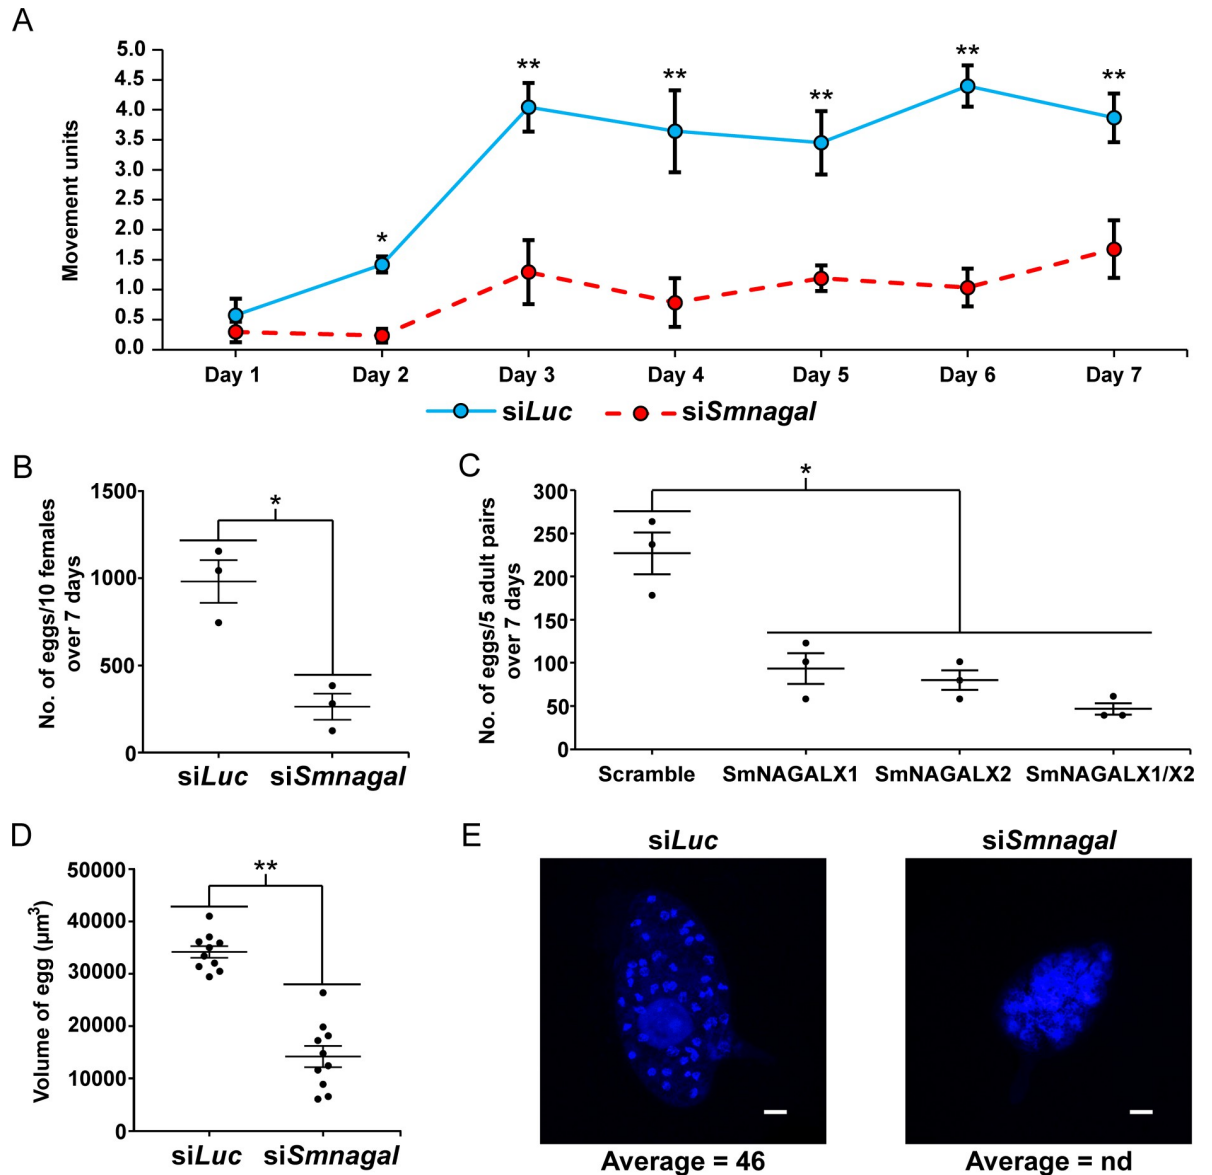 A
Movement units
5.0
4.5
4.0
3.5
3.0
2.5
2.0
1.5
1.0
0.5
0.0
*
**
**
**
**
**
Day 1 Day 2 Day 3 Day 4 Day 5 Day 6 Day 7
siLuc siSmnagal
B
No. of eggs/10 females
over 7 days
1500
1000
500
0
*
siLuc siSmnagal
C
No. of eggs/5 adult pairs
over 7 days
300
250
200
150
100
50
0
*
Scramble SmNAGALX1 SmNAGALX2 SmNAGALX1/X2
D
Volume of egg (µm³)
50000
40000
30000
20000
10000
0
**
siLuc siSmnagal
E
siLuc siSmnagal
Average = 46 Average = nd